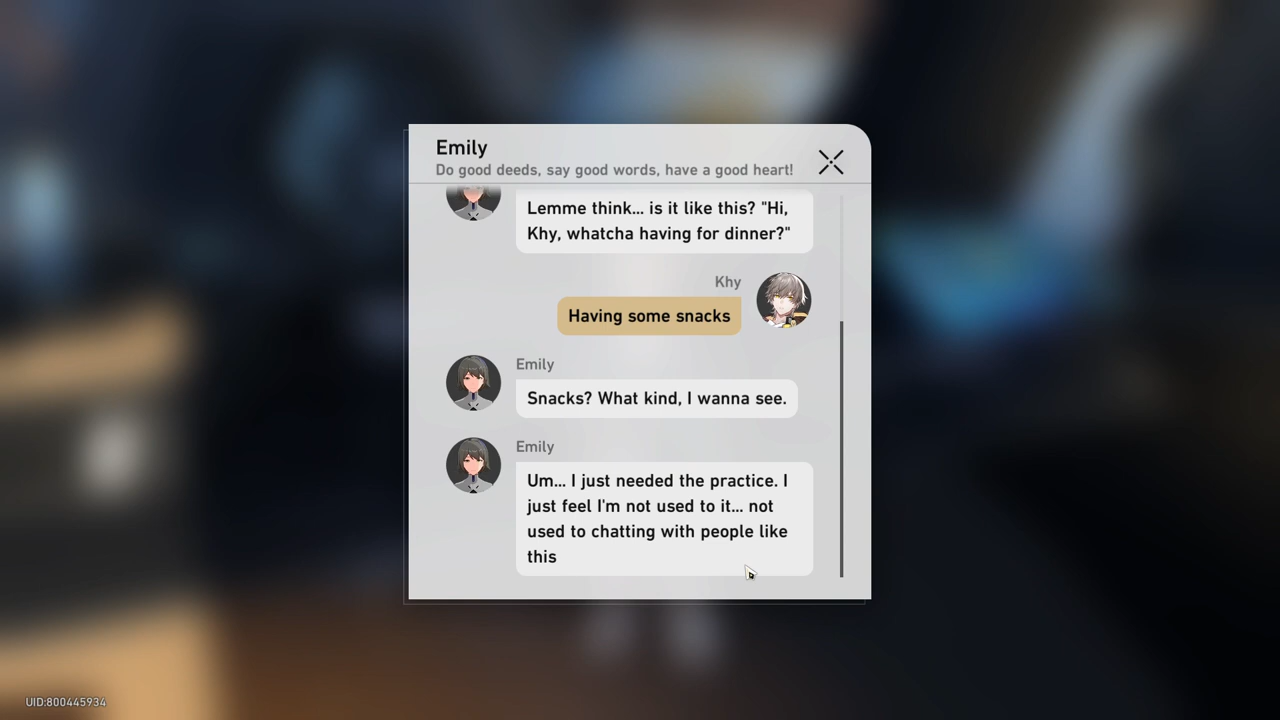 Emily
Do good deeds, say good words, have a good heart!
Lemme think... is it like this? "Hi,
Khy, whatcha having for dinner?"
Khy
Having some snacks
Emily
Snacks? What kind, I wanna see.
Emily
Um... I just needed the practice. I
just feel I'm not used to it... not
used to chatting with people like
this
UID:800445934